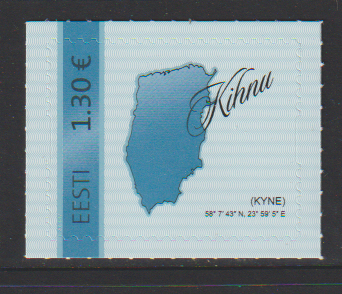 EESTI 1.30 €
Kihnu
(KYNE)
58° 7' 43" N, 23° 59' 5" E